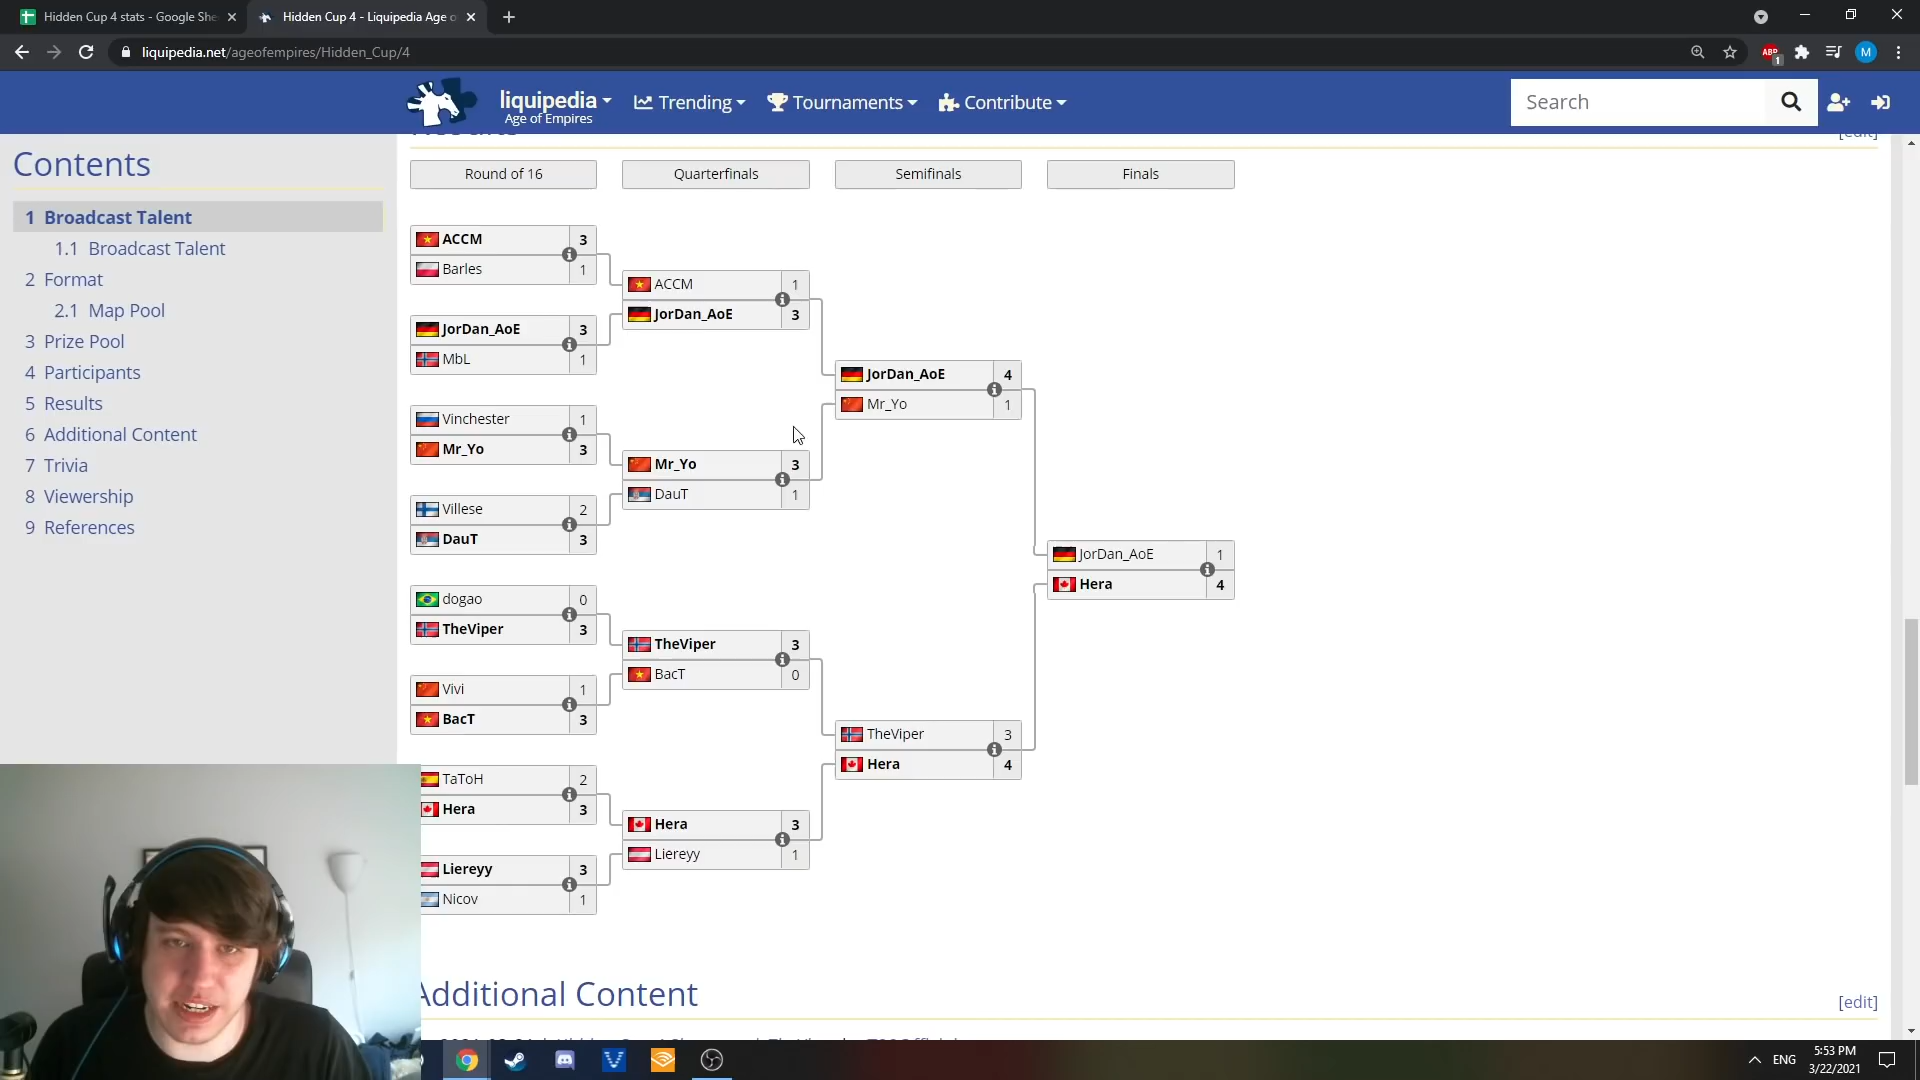 Hidden Cup 4 stats - Google She
Hidden Cup 4 - Liquipedia Age o
liquipedia.net/ageofempires/Hidden_Cup/4
ABP
1
M
liquipedia
Age of Empires
Trending
Tournaments
Contribute
Search
[edit]
Contents
1 Broadcast Talent
1.1 Broadcast Talent
2 Format
2.1 Map Pool
3 Prize Pool
4 Participants
5 Results
6 Additional Content
7 Trivia
8 Viewership
9 References
Round of 16
Quarterfinals
Semifinals
Finals
ACCM 3
Barles 1
JorDan_AoE 3
MbL 1
Vinchester 1
Mr_Yo 3
Villese 2
DauT 3
dogao 0
TheViper 3
Vivi 1
BacT 3
TaToH 2
Hera 3
Liereyy 3
Nicov 1
ACCM 1
JorDan_AoE 3
Mr_Yo 3
DauT 1
TheViper 3
BacT 0
Hera 3
Liereyy 1
JorDan_AoE 4
Mr_Yo 1
TheViper 3
Hera 4
JorDan_AoE 1
Hera 4
Additional Content
[edit]
ENG
5:53 PM
3/22/2021